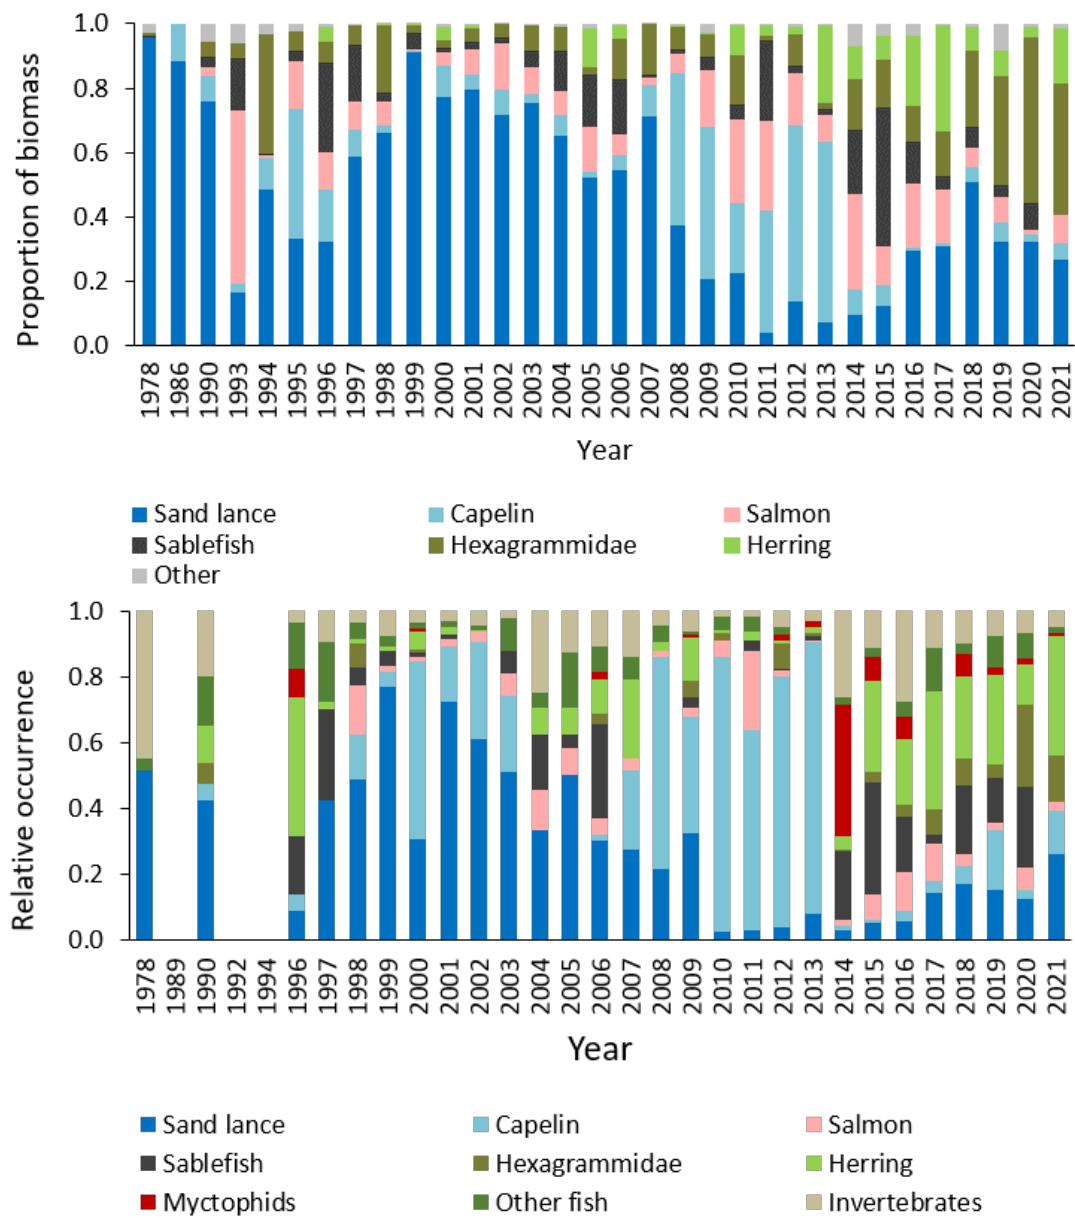 Proportion of biomass
1.0
0.8
0.6
0.4
0.2
0.0
1978 1986 1990 1993 1994 1995 1996 1997 1998 1999 2000 2001 2002 2003 2004 2005 2006 2007 2008 2009 2010 2011 2012 2013 2014 2015 2016 2017 2018 2019 2020 2021
Year
Sand lance Capelin Salmon
Sablefish Hexagrammidae Herring
Other
Relative occurrence
1.0
0.8
0.6
0.4
0.2
0.0
1978 1989 1990 1992 1994 1996 1997 1998 1999 2000 2001 2002 2003 2004 2005 2006 2007 2008 2009 2010 2011 2012 2013 2014 2015 2016 2017 2018 2019 2020 2021
Year
Sand lance Capelin Salmon
Sablefish Hexagrammidae Herring
Myctophids Other fish Invertebrates